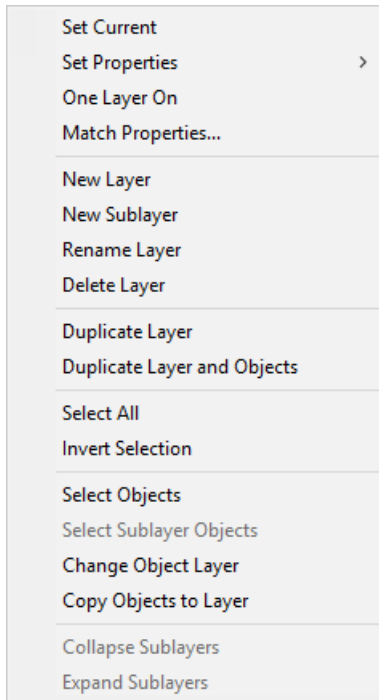 Set Current
Set Properties
One Layer On
Match Properties...
New Layer
New Sublayer
Rename Layer
Delete Layer
Duplicate Layer
Duplicate Layer and Objects
Select All
Invert Selection
Select Objects
Select Sublayer Objects
Change Object Layer
Copy Objects to Layer
Collapse Sublayers
Expand Sublayers